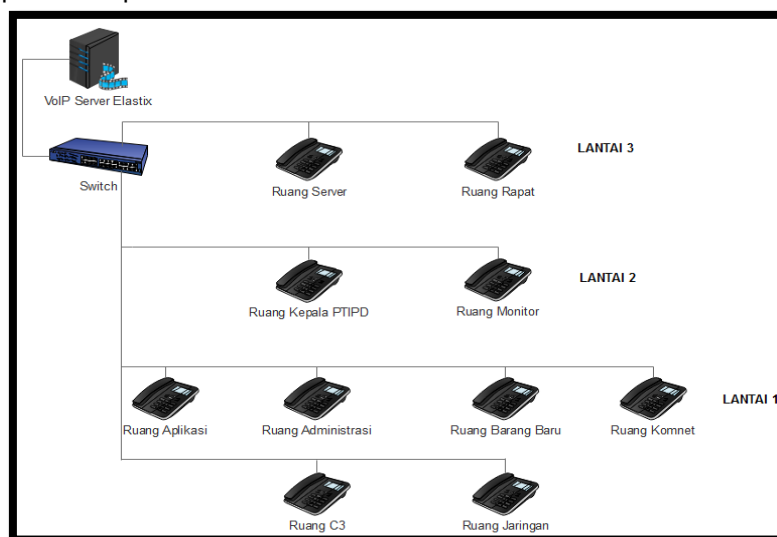 VoIP Server Elastix
Switch
Ruang Server
Ruang Rapat
LANTAI 3
Ruang Kepala PTIPD
Ruang Monitor
LANTAI 2
Ruang Aplikasi
Ruang Administrasi
Ruang Barang Baru
Ruang Komnet
LANTAI 1
Ruang C3
Ruang Jaringan